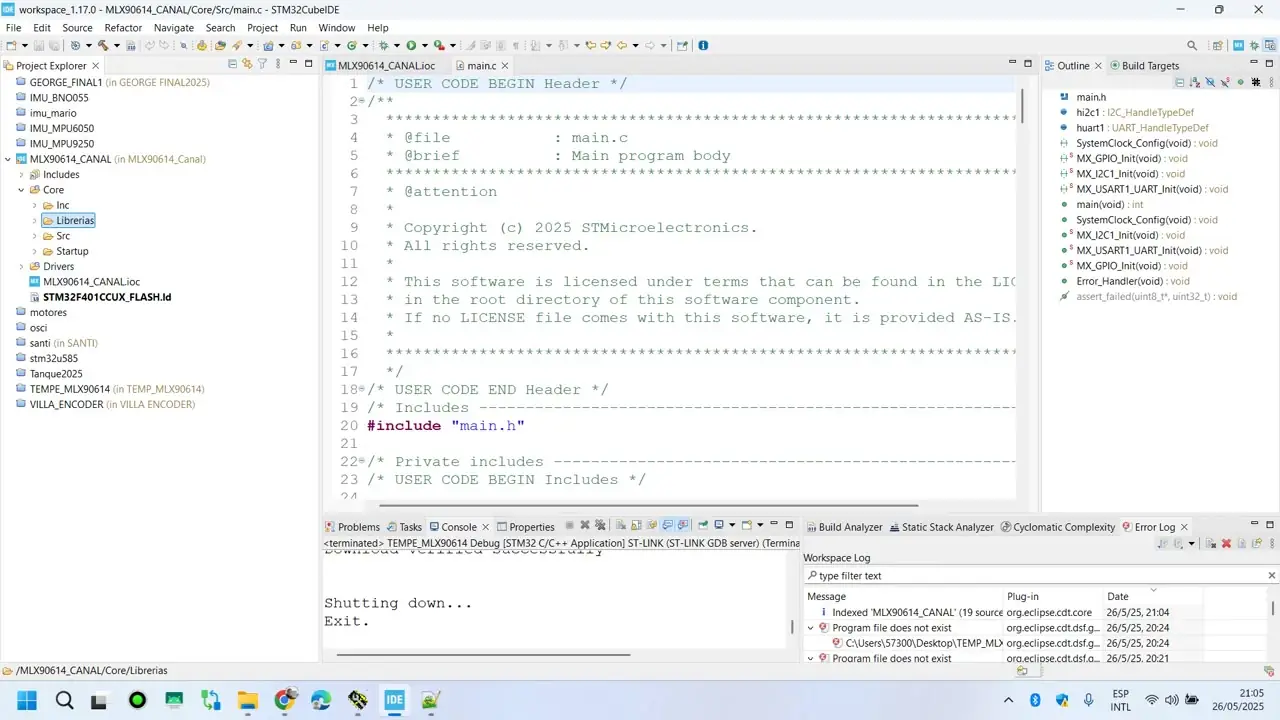 workspace_1.17.0 - MLX90614_CANAL/Core/Src/main.c - STM32CubeIDE
File Edit Source Refactor Navigate Search Project Run Window Help
Project Explorer
GEORGE_FINAL1 (in GEORGE FINAL2025)
IMU_BNO055
imu_mario
IMU_MPU6050
IMU_MPU9250
MLX90614_CANAL (in MLX90614_Canal)
Includes
Core
Inc
Librerias
Src
Startup
Drivers
MLX90614_CANAL.ioc
STM32F401CCUX_FLASH.ld
motores
osci
santi (in SANTI)
stm32u585
Tanque2025
TEMPE_MLX90614 (in TEMP_MLX90614)
VILLA_ENCODER (in VILLA ENCODER)
MLX90614_CANAL.ioc main.c
1 /* USER CODE BEGIN Header */
2 /**
3 ******************************************************************
4 * @file : main.c
5 * @brief : Main program body
6 ******************************************************************
7 * @attention
8 *
9 * Copyright (c) 2025 STMicroelectronics.
10 * All rights reserved.
11 *
12 * This software is licensed under terms that can be found in the LIC
13 * in the root directory of this software component.
14 * If no LICENSE file comes with this software, it is provided AS-IS.
15 *
16 ******************************************************************
17 */
18 /* USER CODE END Header */
19 /* Includes ----------------------------------------------------------
20 #include "main.h"
21
22 /* Private includes --------------------------------------------------
23 /* USER CODE BEGIN Includes */
24
Outline Build Targets
main.h
hi2c1 : I2C_HandleTypeDef
huart1 : UART_HandleTypeDef
SystemClock_Config(void) : void
MX_GPIO_Init(void) : void
MX_I2C1_Init(void) : void
MX_USART1_UART_Init(void) : void
main(void) : int
SystemClock_Config(void) : void
MX_I2C1_Init(void) : void
MX_USART1_UART_Init(void) : void
MX_GPIO_Init(void) : void
Error_Handler(void) : void
assert_failed(uint8_t*, uint32_t) : void
Problems Tasks Console Properties
<terminated> TEMPE_MLX90614 Debug [STM32 C/C++ Application] ST-LINK (ST-LINK GDB server) (Termina
Download verified successfully
Shutting down...
Exit.
Build Analyzer Static Stack Analyzer Cyclomatic Complexity Error Log
Workspace Log
type filter text
Message Plug-in Date
Indexed 'MLX90614_CANAL' (19 source org.eclipse.cdt.core 26/5/25, 21:04
Program file does not exist org.eclipse.cdt.dsf.g... 26/5/25, 20:24
C:\Users\57300\Desktop\TEMP_MLX org.eclipse.cdt.dsf.g... 26/5/25, 20:24
Program file does not exist org.eclipse.cdt.dsf.g... 26/5/25, 20:21
/MLX90614_CANAL/Core/Librerias
IDE
ESP
INTL
21:05
26/05/2025